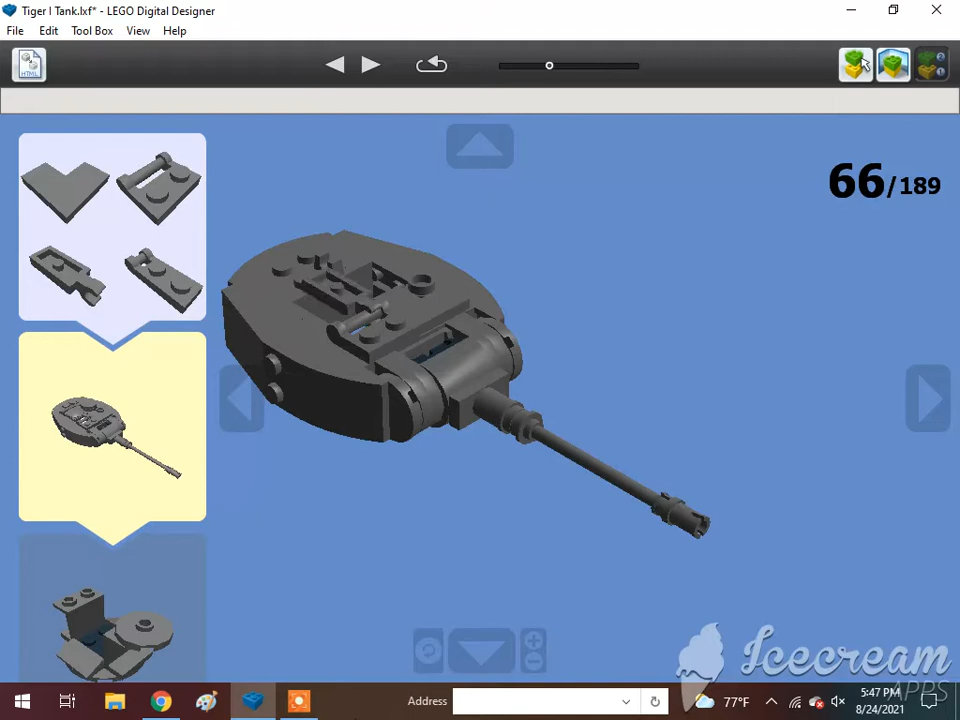 Tiger I Tank.lxf* - LEGO Digital Designer
File Edit Tool Box View Help
HTML
66/189
Icecream
APPS
Address
77°F
5:47 PM
8/24/2021